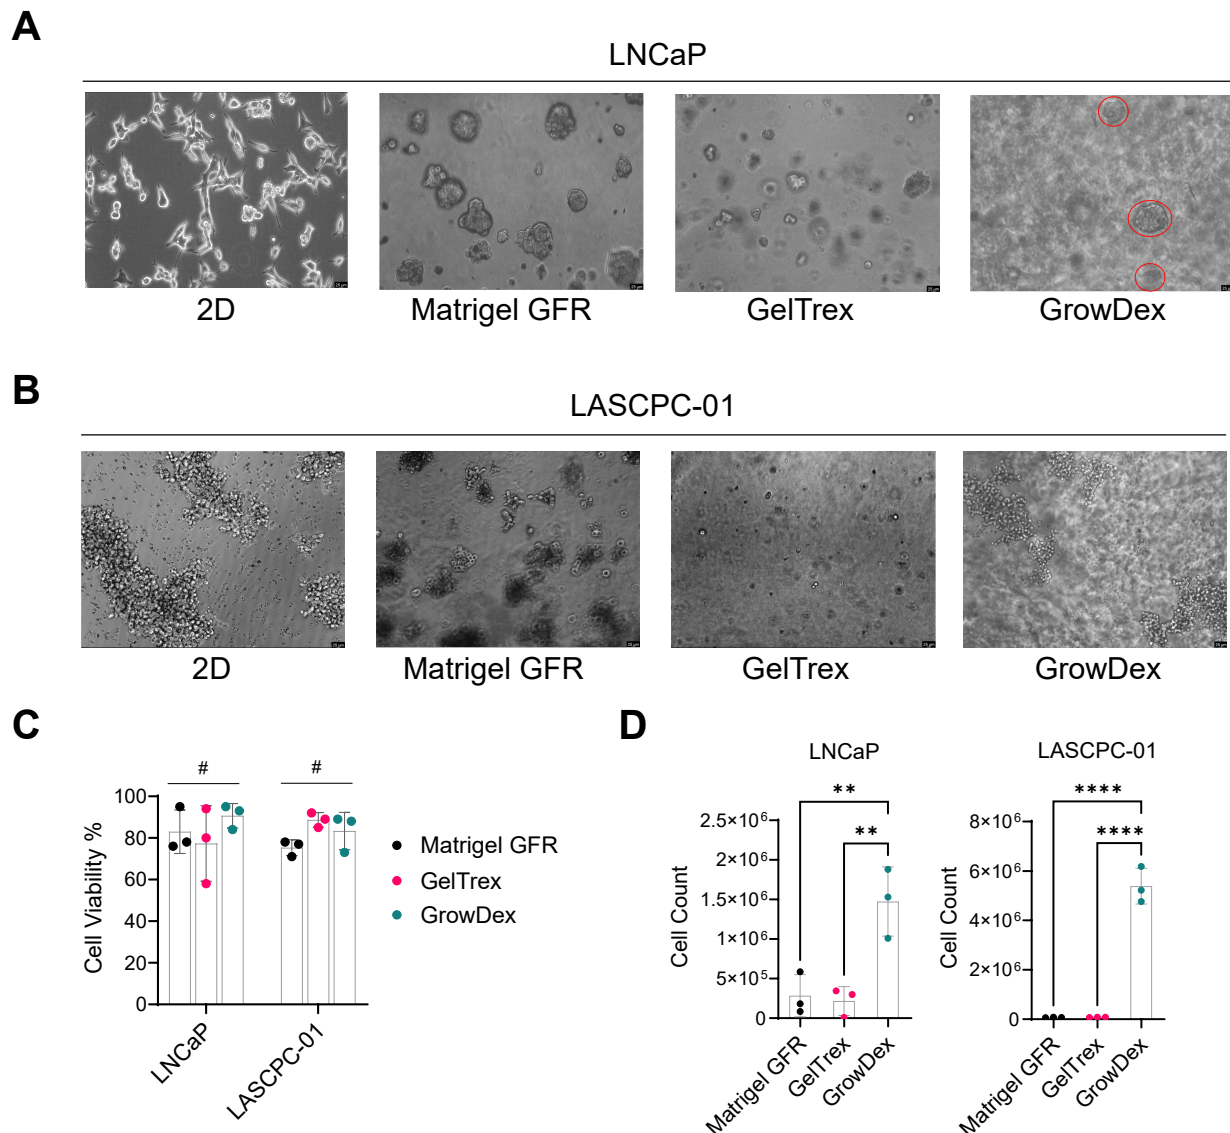 A
LNCaP
2D
Matrigel GFR
GelTrex
GrowDex
B
LASCPC-01
2D
Matrigel GFR
GelTrex
GrowDex
C
#
#
Cell Viability %
100
80
60
40
20
0
LNCaP
LASCPC-01
Matrigel GFR
GelTrex
GrowDex
D
LNCaP
**
**
Cell Count
2.5×10⁶
2×10⁶
1.5×10⁶
1×10⁶
5×10⁵
0
Matrigel GFR
GelTrex
GrowDex
LASCPC-01
****
****
Cell Count
8×10⁶
6×10⁶
4×10⁶
2×10⁶
0
Matrigel GFR
GelTrex
GrowDex